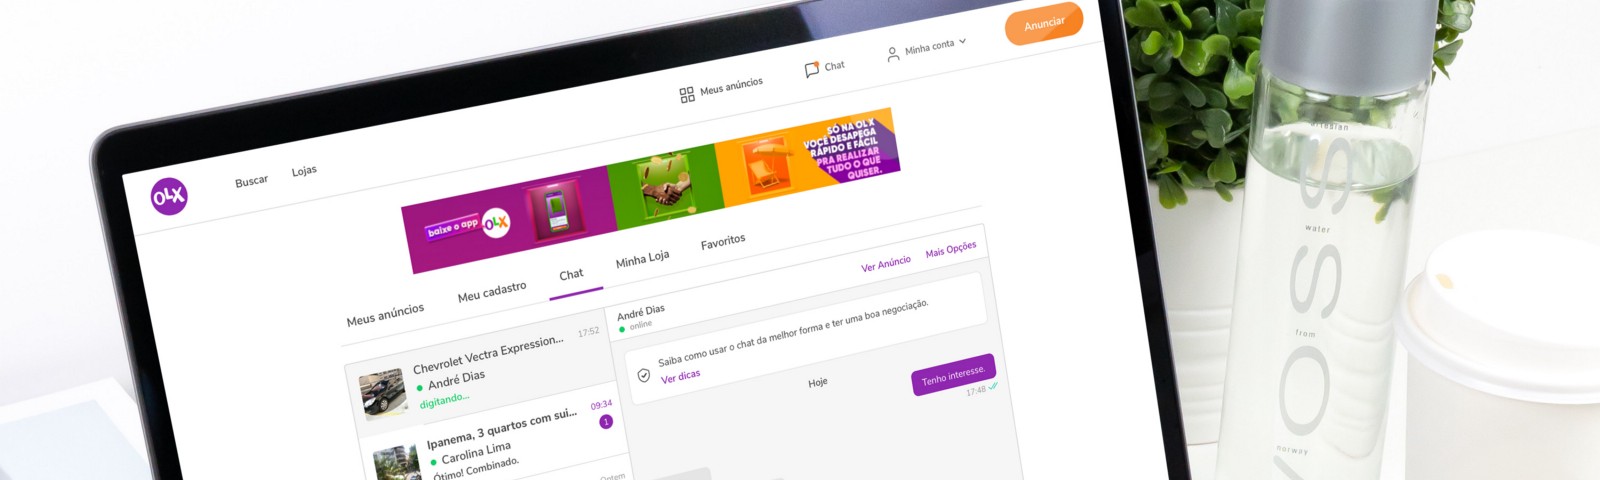 OLX
Buscar
Lojas
Meus anúncios
Chat
Minha conta
Anunciar
baixe o app OLX
SÓ NA OLX
VOCÊ DESAPEGA
RÁPIDO E FÁCIL
PRA REALIZAR
TUDO O QUE
QUISER.
Meus anúncios
Meu cadastro
Chat
Minha Loja
Favoritos
Chevrolet Vectra Expression...
17:52
André Dias
digitando...
Ipanema, 3 quartos com sui...
09:34
Carolina Lima
1
Ótimo! Combinado.
Ontem
André Dias
online
Ver Anúncio
Mais Opções
Saiba como usar o chat da melhor forma e ter uma boa negociação.
Ver dicas
Hoje
Tenho interesse.
17:48
artesian
water
from
norway
VOSS